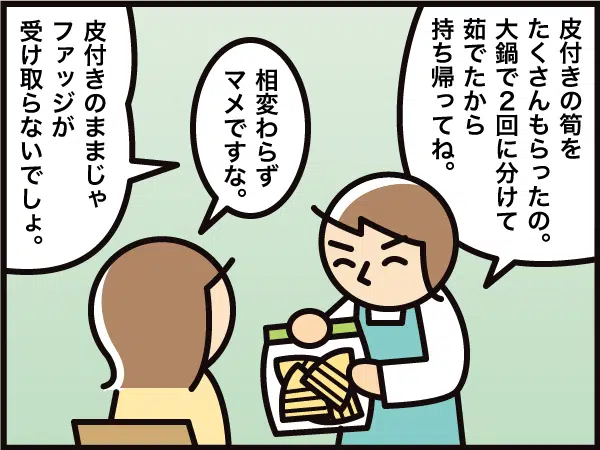 皮付きの筍を
たくさんもらったの。
大鍋で2回に分けて
茹でたから
持ち帰ってね。
相変わらず
マメですな。
皮付きのままじゃ
ファッジが
受け取らないでしょ。